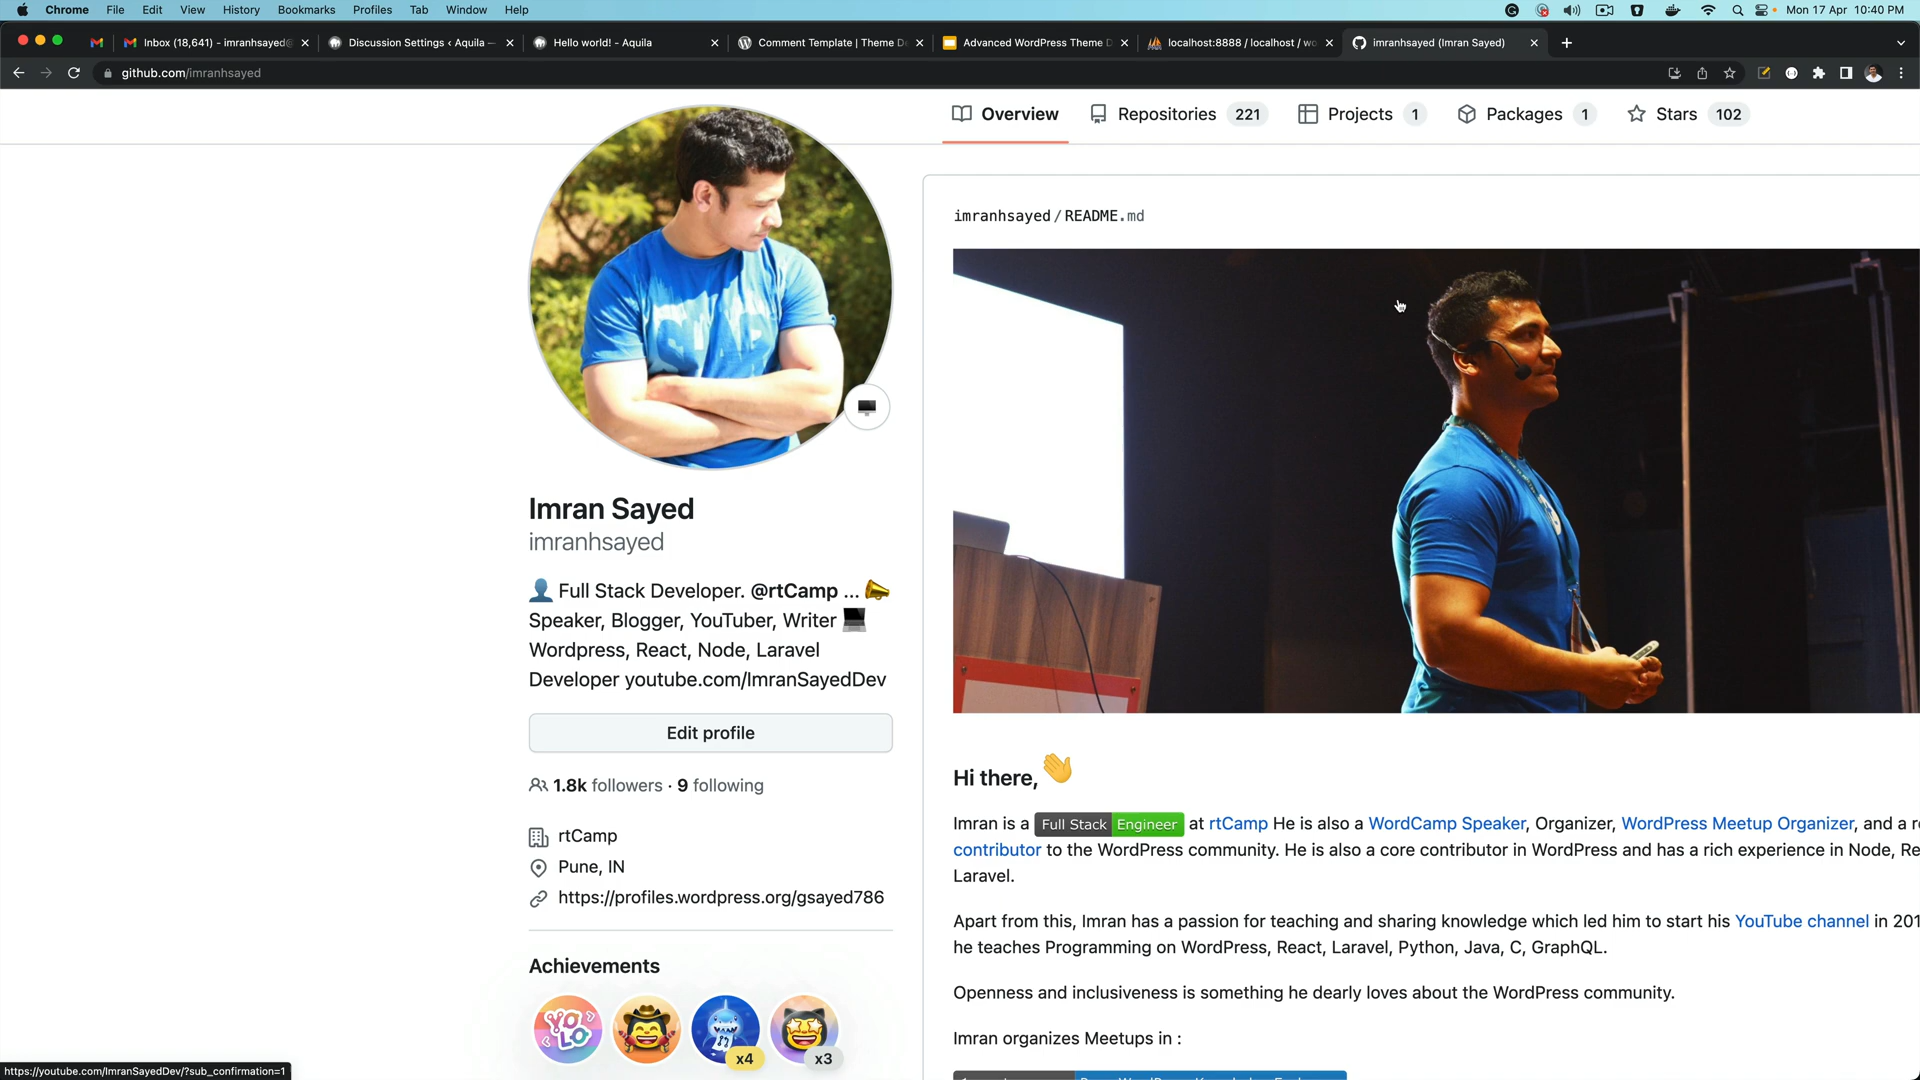 Chrome File Edit View History Bookmarks Profiles Tab Window Help Mon 17 Apr 10:40 PM
Inbox (18,641) - imranhsayed@ Discussion Settings ‹ Aquila — Hello world! - Aquila Comment Template | Theme De Advanced WordPress Theme D localhost:8888 / localhost / wo imranhsayed (Imran Sayed)
github.com/imranhsayed
Overview Repositories 221 Projects 1 Packages 1 Stars 102
imranhsayed/README.md
Imran Sayed
imranhsayed
Full Stack Developer. @rtCamp ...
Speaker, Blogger, YouTuber, Writer
Wordpress, React, Node, Laravel
Developer youtube.com/ImranSayedDev
Edit profile
1.8k followers · 9 following
rtCamp
Pune, IN
https://profiles.wordpress.org/gsayed786
Achievements
YOLO
x4
x3
Hi there,
Imran is a Full Stack Engineer at rtCamp He is also a WordCamp Speaker, Organizer, WordPress Meetup Organizer, and a r
contributor to the WordPress community. He is also a core contributor in WordPress and has a rich experience in Node, Re
Laravel.
Apart from this, Imran has a passion for teaching and sharing knowledge which led him to start his YouTube channel in 201
he teaches Programming on WordPress, React, Laravel, Python, Java, C, GraphQL.
Openness and inclusiveness is something he dearly loves about the WordPress community.
Imran organizes Meetups in :
https://youtube.com/ImranSayedDev/?sub_confirmation=1